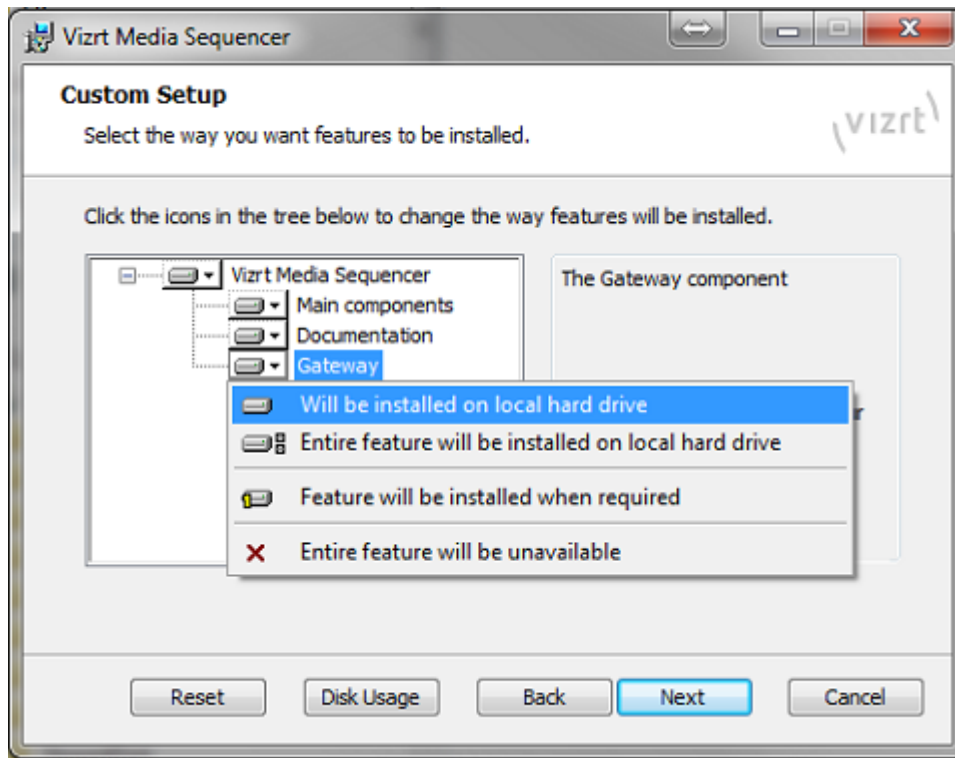 Vizrt Media Sequencer
Custom Setup
Select the way you want features to be installed.
vizrt
Click the icons in the tree below to change the way features will be installed.
Vizrt Media Sequencer
Main components
Documentation
Gateway
The Gateway component
Will be installed on local hard drive
Entire feature will be installed on local hard drive
Feature will be installed when required
Entire feature will be unavailable
Reset
Disk Usage
Back
Next
Cancel